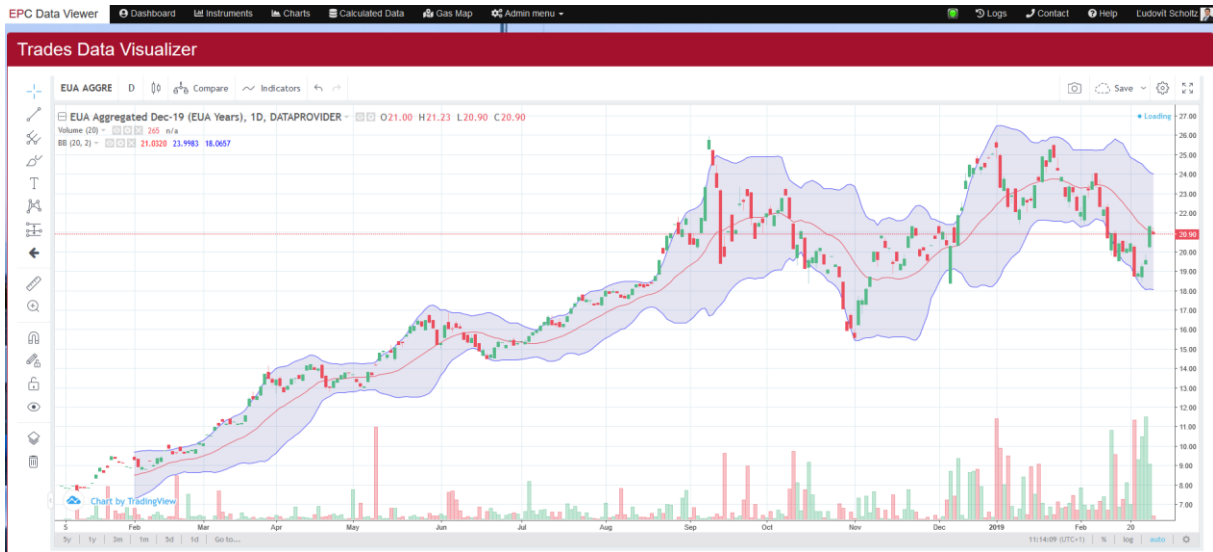 EPC Data Viewer Dashboard Instruments Charts Calculated Data Gas Map Admin menu Logs Contact Help Ľudovít Scholtz
Trades Data Visualizer
EUA AGGRE D Compare Indicators Save
EUA Aggregated Dec-19 (EUA Years), 1D, DATAPROVIDER O21.00 H21.23 L20.90 C20.90
Loading
Volume (20) 265 n/a
BB (20, 2) 21.0320 23.9983 18.0657
27.00
26.00
25.00
24.00
23.00
22.00
20.90
20.00
19.00
18.00
17.00
16.00
15.00
14.00
13.00
12.00
11.00
10.00
9.00
8.00
7.00
Chart by TradingView
5 Feb Mar Apr May Jun Jul Aug Sep Oct Nov Dec 2019 Feb 20
5y 1y 3m 1m 5d 1d Go to... 11:14:09 (UTC+1) % log auto